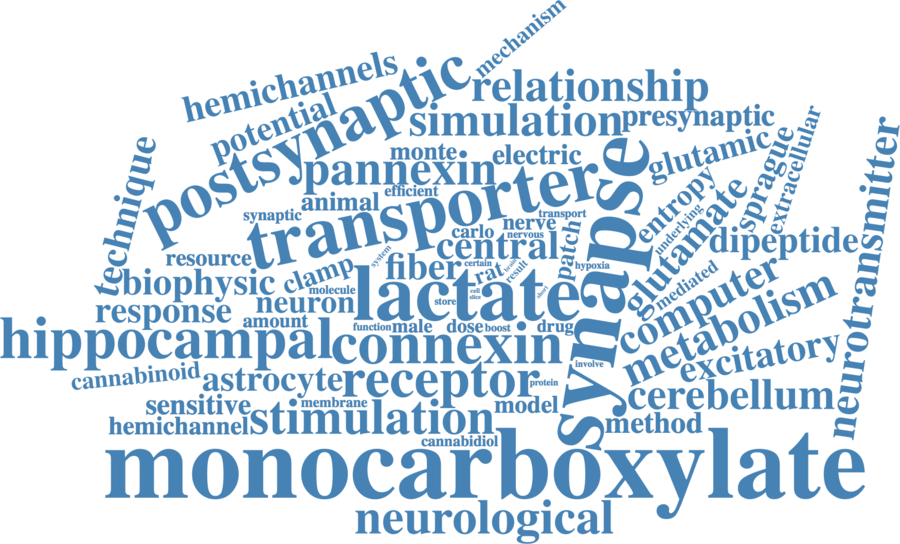 mechanism
hemichannels
relationship
postsynaptic
potential
simulation
presynaptic
technique
monte
electric
glutamic
sprague
extracellular
neurotransmitter
pannexin
animal
efficient
transporter
synapse
entropy
synaptic
transport
carlo
nerve
nervous
underlying
glutamate
resource
central
patch
dipeptide
system
fiber
certain
rat
brain
result
hypoxia
biophysic
clamp
lactate
mediated
computer
molecule
cell
slice
short
response
neuron
store
metabolism
amount
function
male
dose
boost
drug
hippocampal
connexin
excitatory
involve
cannabinoid
astrocyte
receptor
protein
cerebellum
sensitive
membrane
model
hemichannel
stimulation
method
cannabidiol
monocarboxylate
neurological